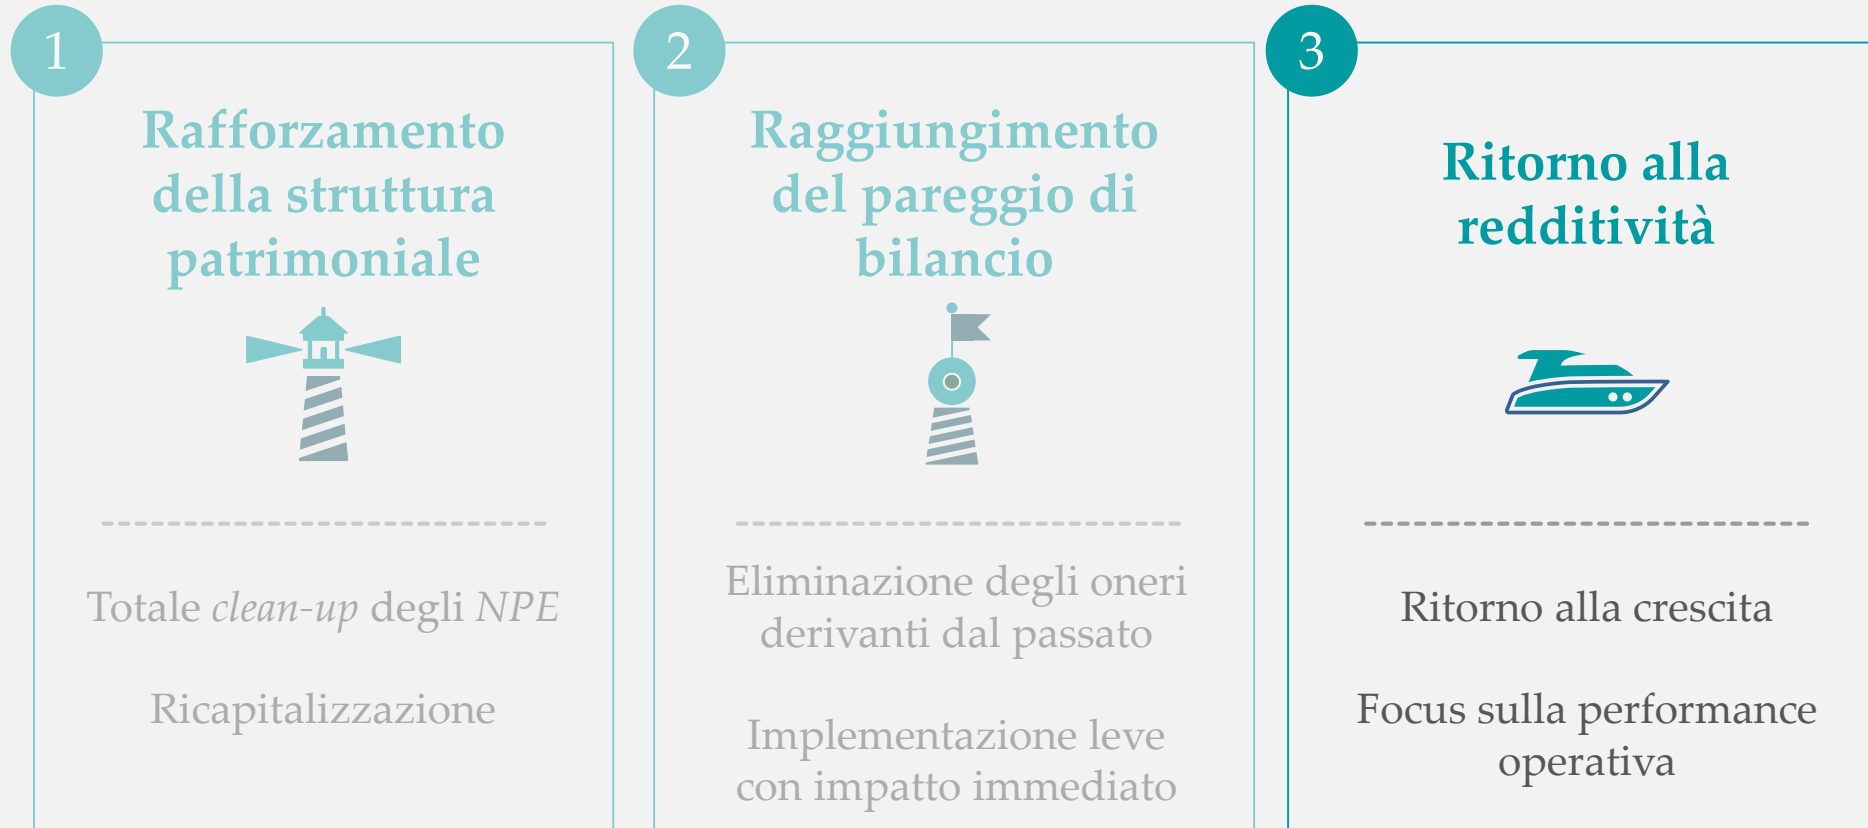 1
Rafforzamento
della struttura
patrimoniale
Totale clean-up degli NPE
Ricapitalizzazione
2
Raggiungimento
del pareggio di
bilancio
Eliminazione degli oneri
derivanti dal passato
Implementazione leve
con impatto immediato
3
Ritorno alla
redditività
Ritorno alla crescita
Focus sulla performance
operativa